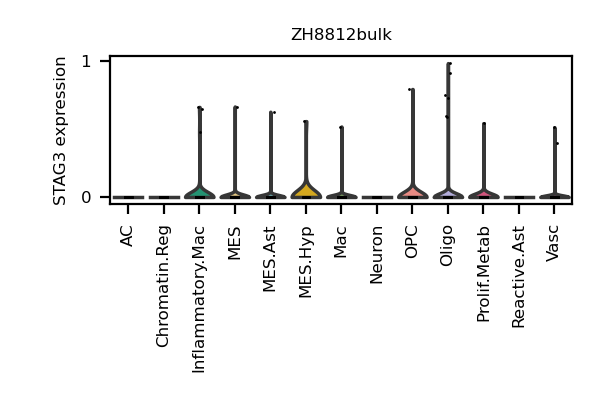 ZH8812bulk
STAG3 expression
1
0
AC
Chromatin.Reg
Inflammatory.Mac
MES
MES.Ast
MES.Hyp
Mac
Neuron
OPC
Oligo
Prolif.Metab
Reactive.Ast
Vasc